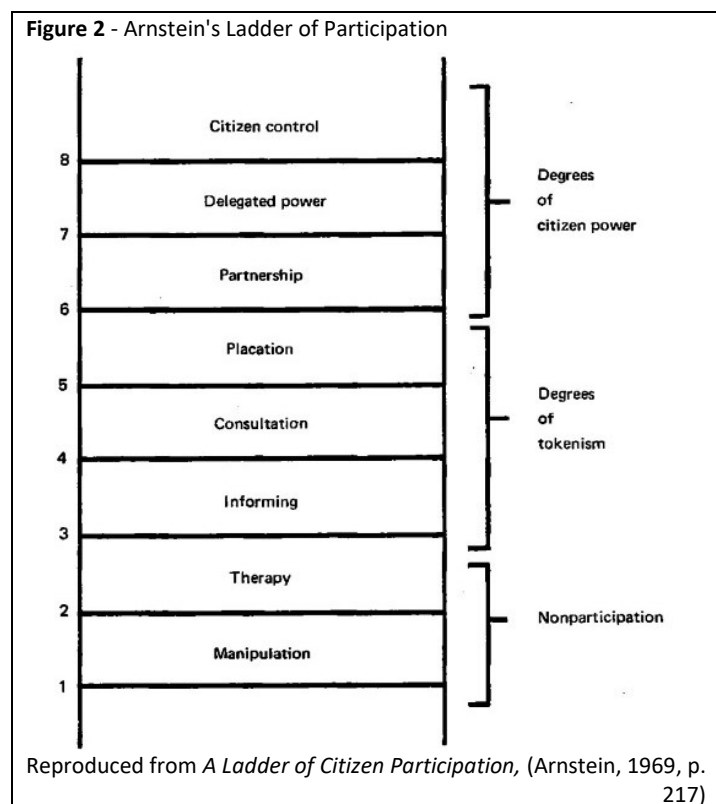 Figure 2 - Arnstein's Ladder of Participation
Citizen control
8
Delegated power
7
Partnership
6
Placation
5
Consultation
4
Informing
3
Therapy
2
Manipulation
1
Degrees
of
citizen power
Degrees
of
tokenism
Nonparticipation
Reproduced from A Ladder of Citizen Participation, (Arnstein, 1969, p.
217)